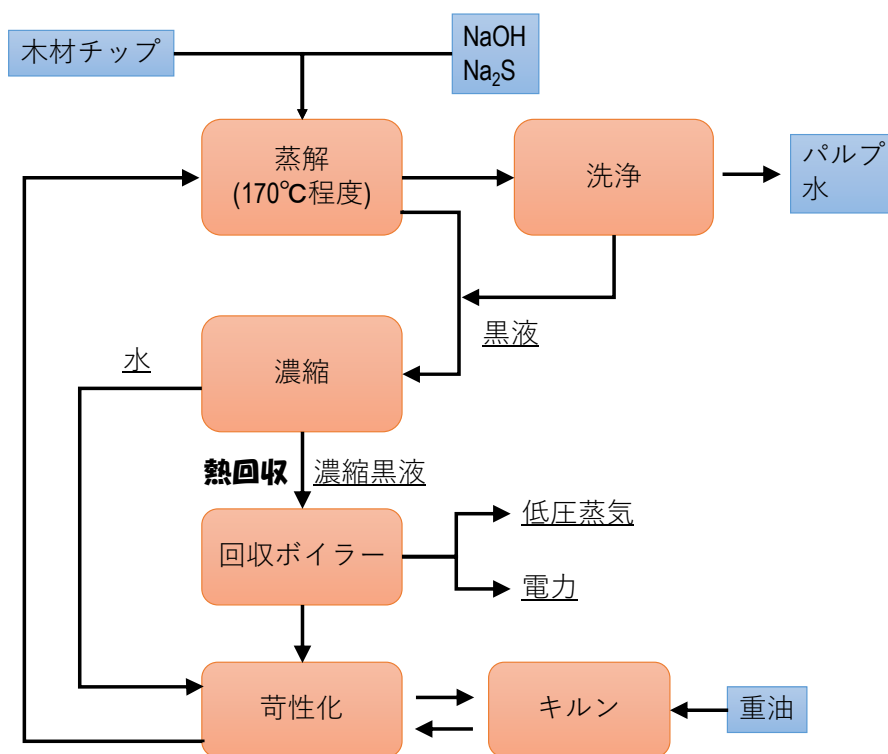 木材チップ
NaOH
Na₂S
蒸解
(170℃程度)
洗浄
パルプ
水
黒液
水
濃縮
熱回収
濃縮黒液
低圧蒸気
回収ボイラー
電力
苛性化
キルン
重油